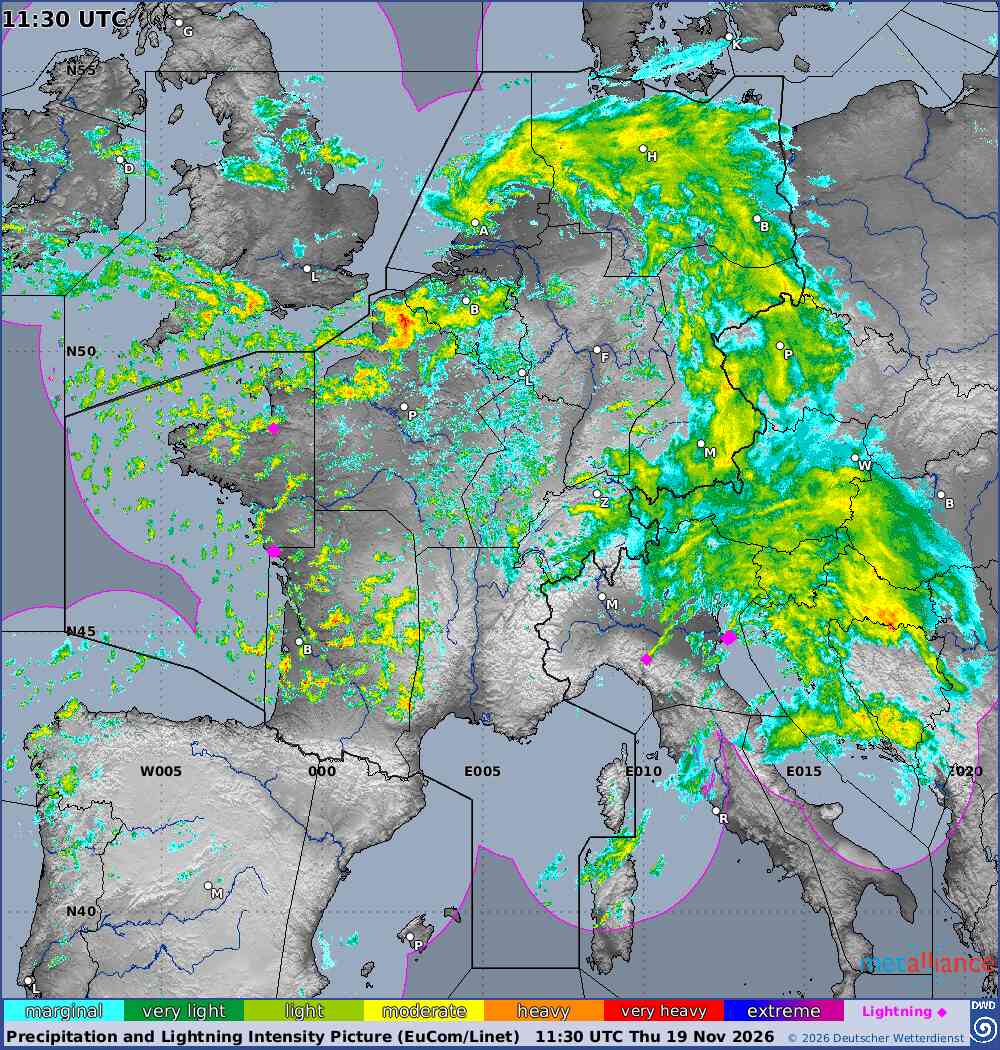 11:30 UTC
G
K
N55
D
H
A
B
L
B
N50
F
P
L
P
M
W
B
Z
M
N45
B
W005
000
E005
E010
E015
E020
R
M
N40
P
L
metalliance
marginal
very light
light
moderate
heavy
very heavy
extreme
Lightning ◆
DWD
Precipitation and Lightning Intensity Picture (EuCom/Linet) 11:30 UTC Thu 19 Nov 2026 © 2026 Deutscher Wetterdienst